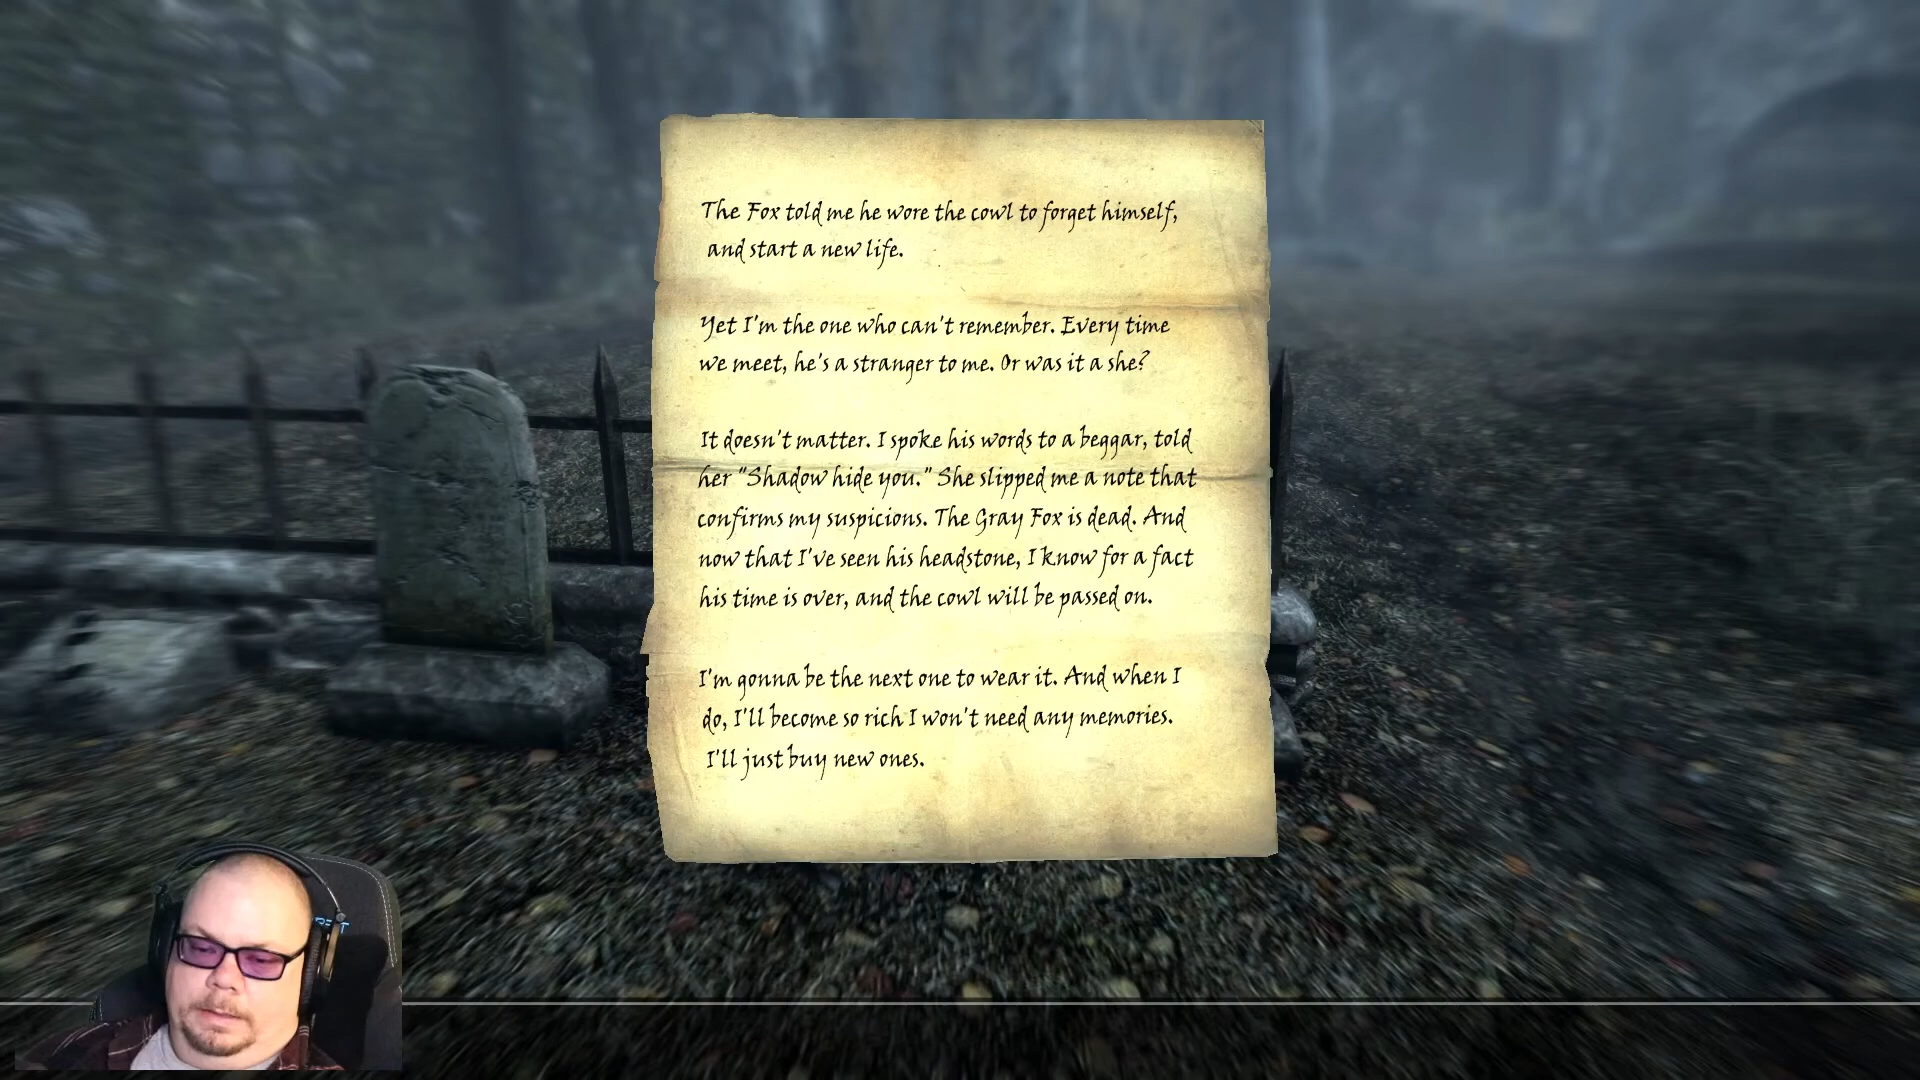 The Fox told me he wore the cowl to forget himself,
and start a new life.
Yet I'm the one who can't remember. Every time
we meet, he's a stranger to me. Or was it a she?
It doesn't matter. I spoke his words to a beggar, told
her "Shadow hide you." She slipped me a note that
confirms my suspicions. The Gray Fox is dead. And
now that I've seen his headstone, I know for a fact
his time is over, and the cowl will be passed on.
I'm gonna be the next one to wear it. And when I
do, I'll become so rich I won't need any memories.
I'll just buy new ones.